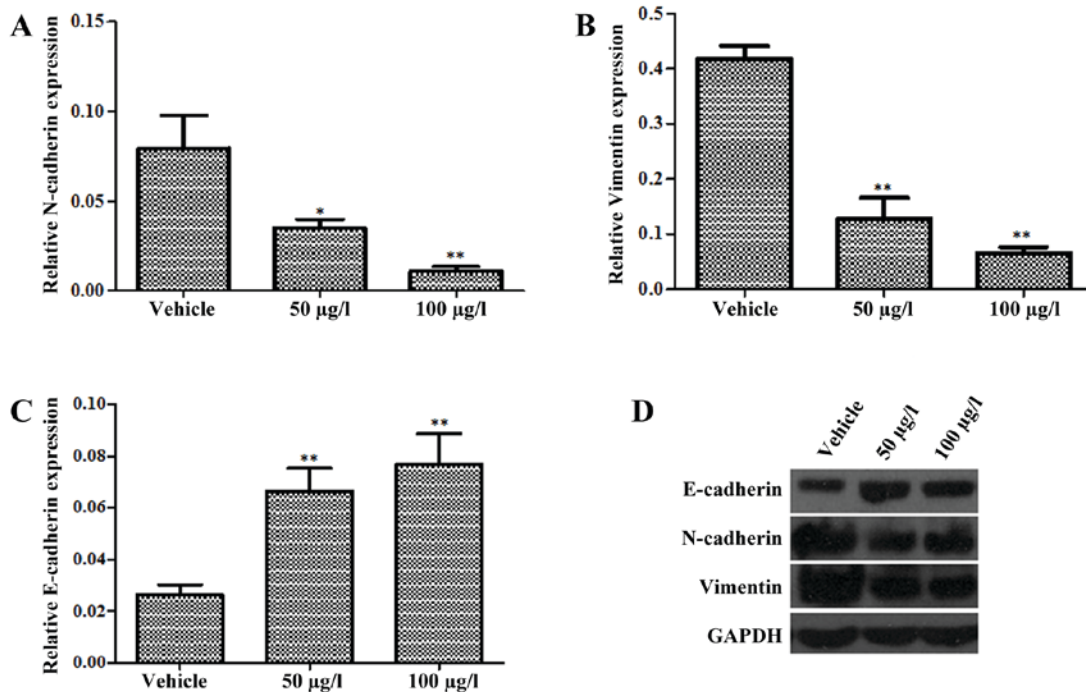 A
Relative N-cadherin expression
0.15
0.10
0.05
0.00
*
**
Vehicle 50 µg/l 100 µg/l
B
Relative Vimentin expression
0.5
0.4
0.3
0.2
0.1
0.0
**
**
Vehicle 50 µg/l 100 µg/l
C
Relative E-cadherin expression
0.10
0.08
0.06
0.04
0.02
0.00
**
**
Vehicle 50 µg/l 100 µg/l
D
Vehicle 50 µg/l 100 µg/l
E-cadherin
N-cadherin
Vimentin
GAPDH